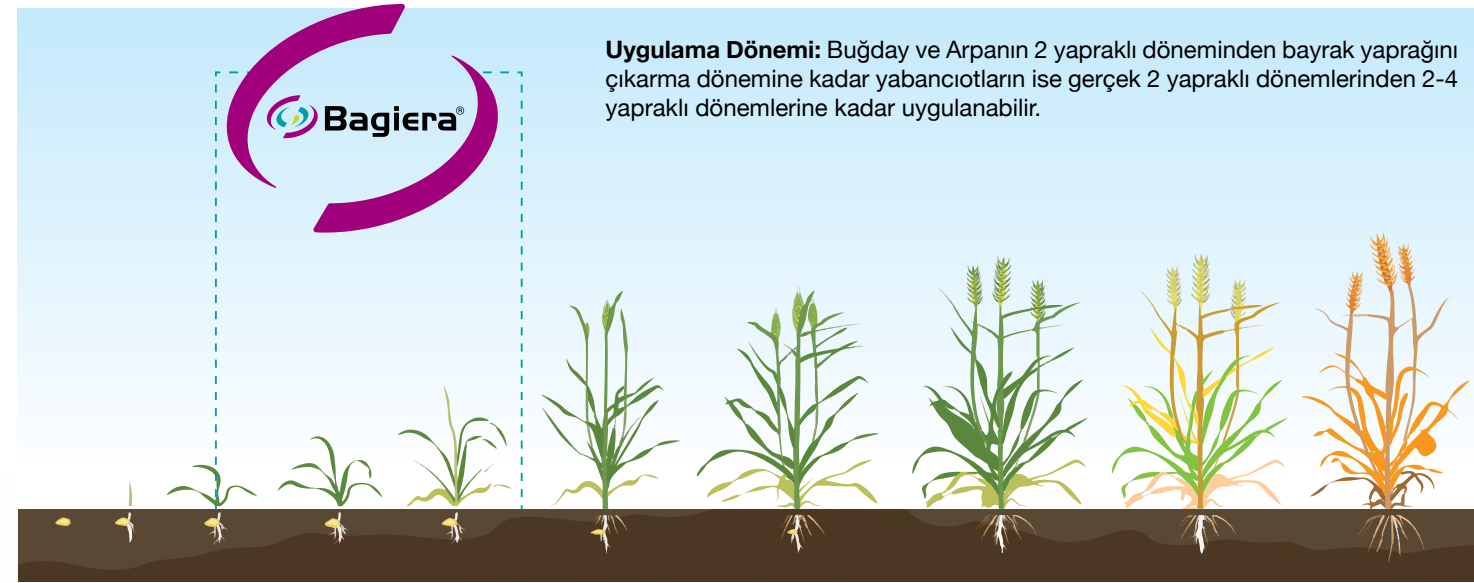 Uygulama Dönemi: Buğday ve Arpanın 2 yapraklı döneminden bayrak yaprağını
çıkarma dönemine kadar yabancıotların ise gerçek 2 yapraklı dönemlerinden 2-4
yapraklı dönemlerine kadar uygulanabilir.
Bagiera®